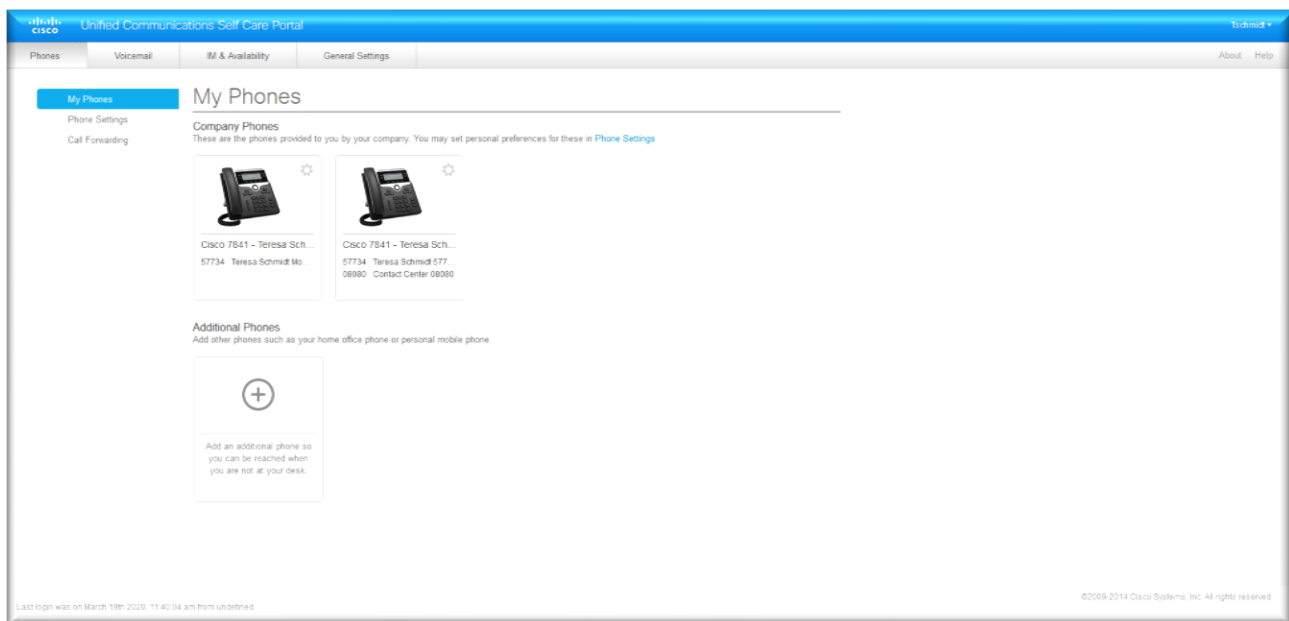 CISCO Unified Communications Self Care Portal Tschmidt
Phones Voicemail IM & Availability General Settings About Help
My Phones
Phone Settings
Call Forwarding
My Phones
Company Phones
These are the phones provided to you by your company. You may set personal preferences for these in Phone Settings
Cisco 7841 - Teresa Sch...
57734 Teresa Schmidt Mo...
Cisco 7841 - Teresa Sch...
57734 Teresa Schmidt 577...
08080 Contact Center 08080
Additional Phones
Add other phones such as your home office phone or personal mobile phone.
Add an additional phone so
you can be reached when
you are not at your desk.
©2009-2014 Cisco Systems, Inc. All rights reserved.
Last login was on March 19th 2020, 11:40:04 am from undefined